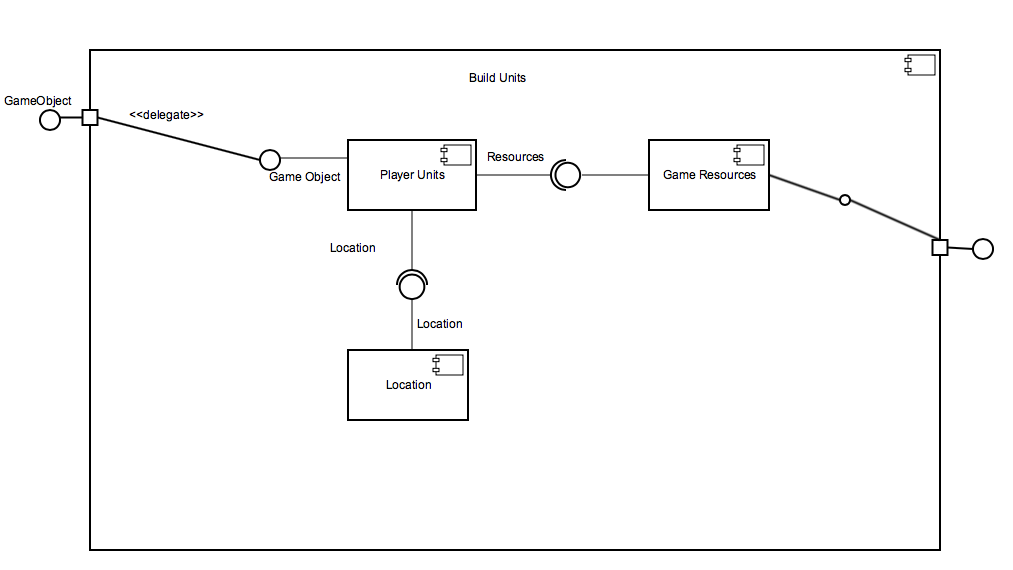 Build Units
GameObject
<<delegate>>
Game Object
Player Units
Resources
Game Resources
Location
Location
Location